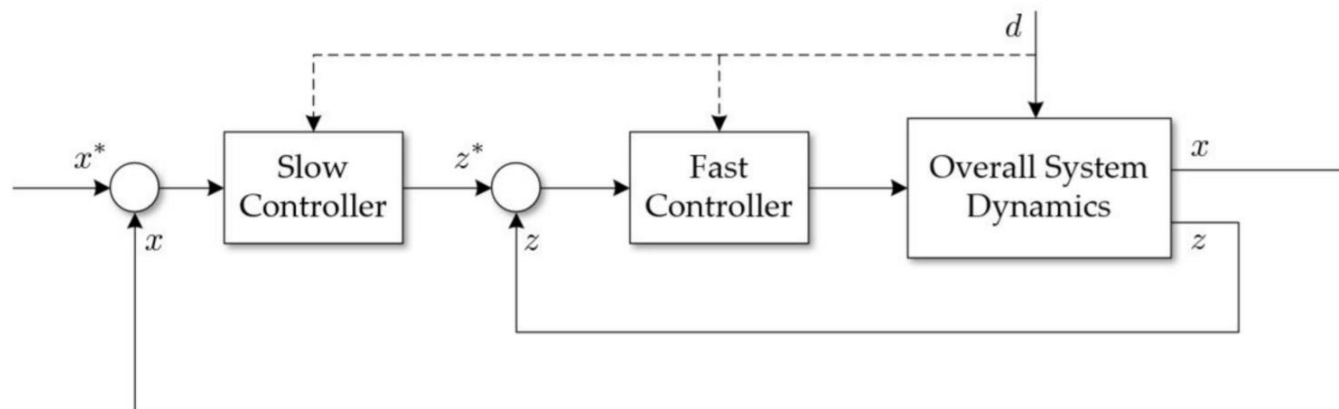 d
x*
Slow
Controller
z*
Fast
Controller
Overall System
Dynamics
x
z
x
z